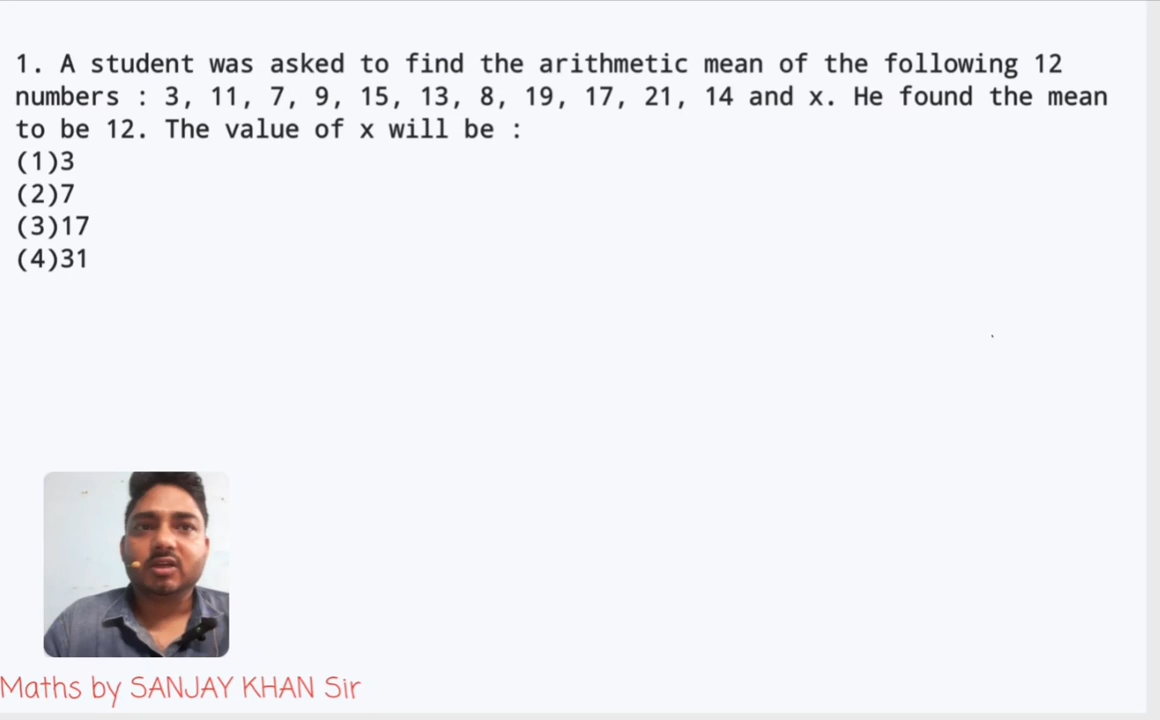 1. A student was asked to find the arithmetic mean of the following 12
numbers : 3, 11, 7, 9, 15, 13, 8, 19, 17, 21, 14 and x. He found the mean
to be 12. The value of x will be :
(1)3
(2)7
(3)17
(4)31
Maths by SANJAY KHAN Sir